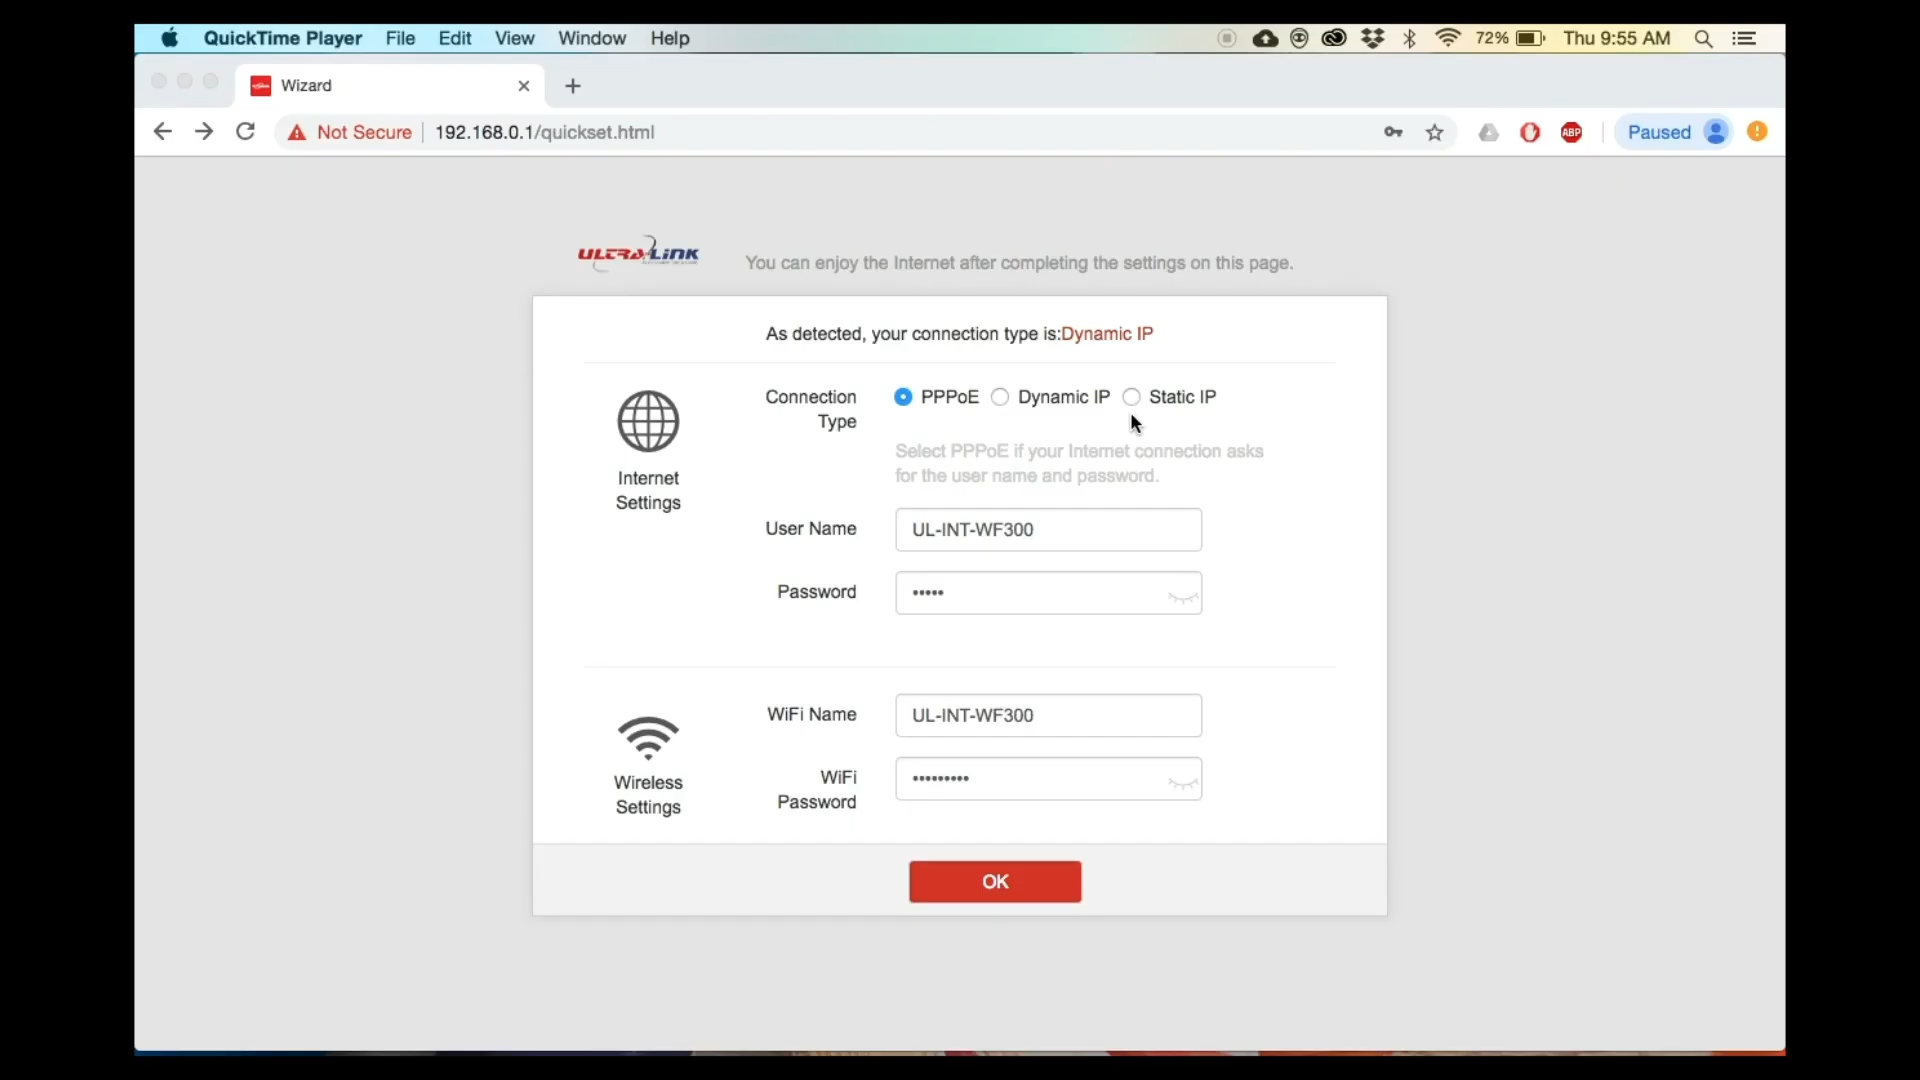 QuickTime Player File Edit View Window Help 72% Thu 9:55 AM
Wizard
Not Secure 192.168.0.1/quickset.html ABP Paused
ULTRA LINK You can enjoy the Internet after completing the settings on this page.
As detected, your connection type is:Dynamic IP
Connection Type PPPoE Dynamic IP Static IP
Select PPPoE if your Internet connection asks
for the user name and password.
Internet
Settings
User Name UL-INT-WF300
Password •••••
WiFi Name UL-INT-WF300
WiFi
Password •••••••••
Wireless
Settings
OK